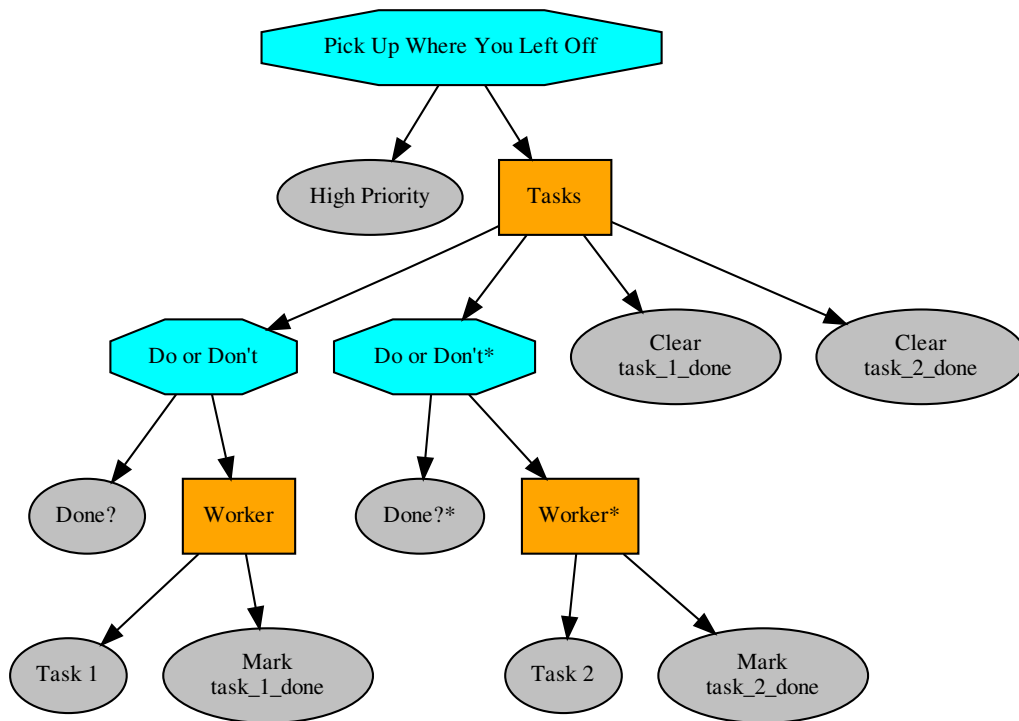 Pick Up Where You Left Off
High Priority
Tasks
Do or Don't
Do or Don't*
Clear
task_1_done
Clear
task_2_done
Done?
Worker
Done?*
Worker*
Task 1
Mark
task_1_done
Task 2
Mark
task_2_done